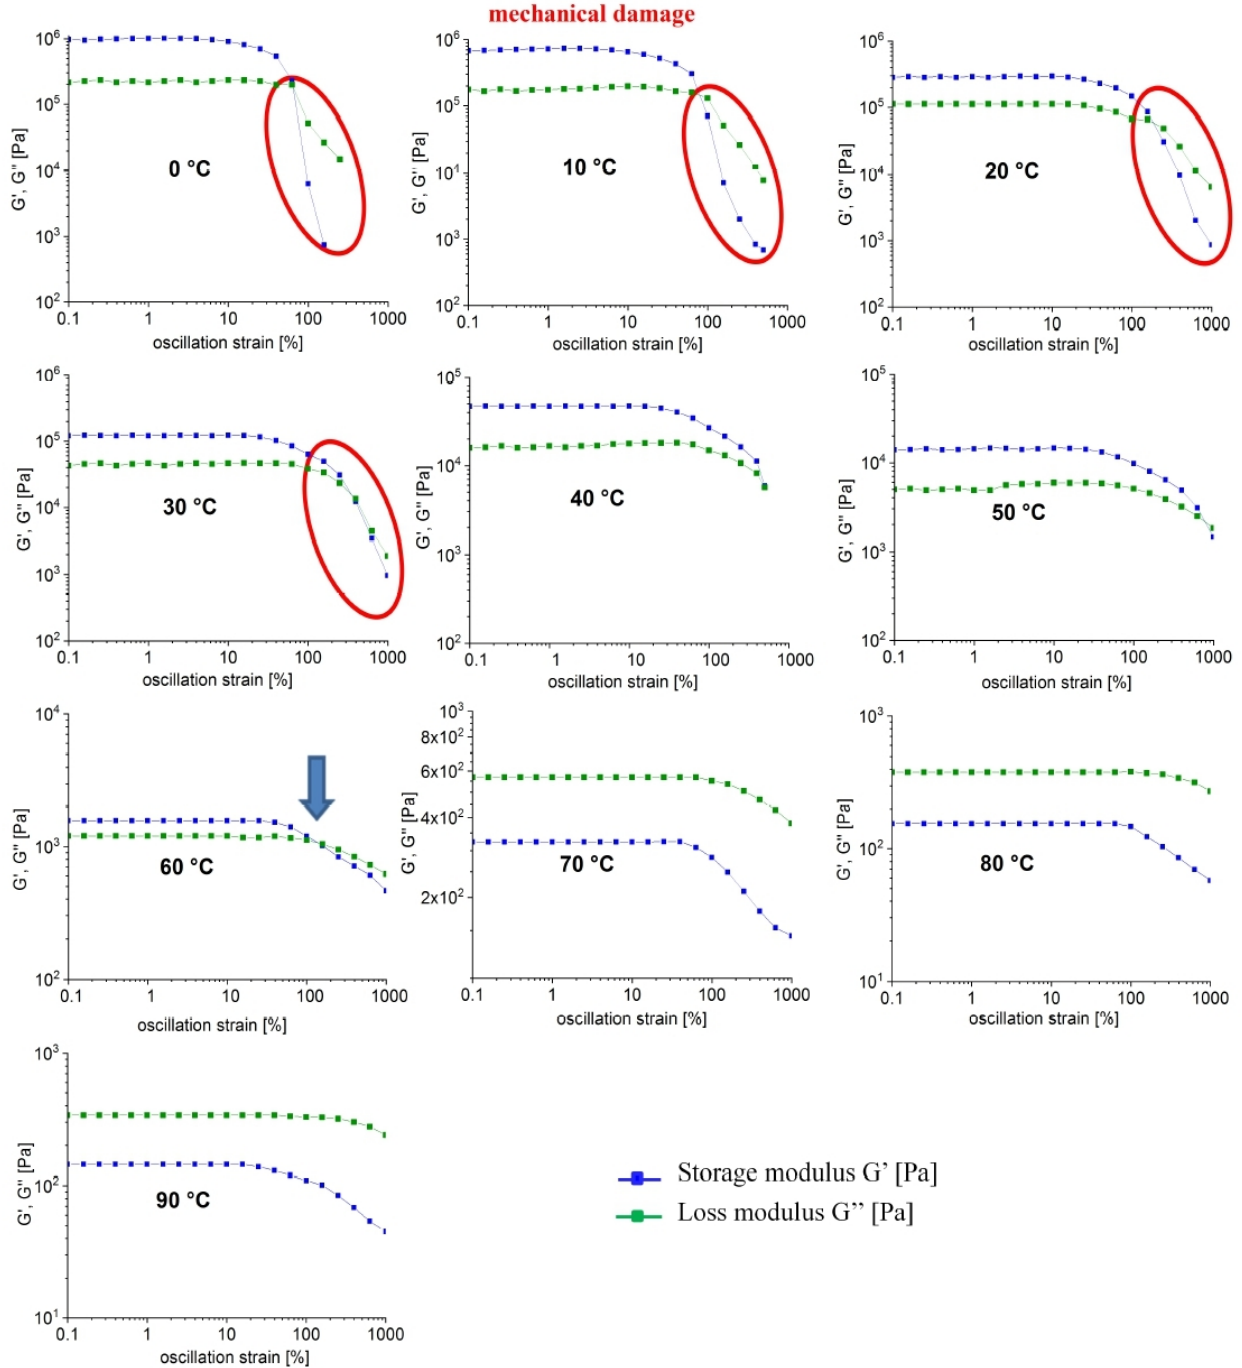 mechanical damage
10⁶
10⁵
10⁴
10³
10²
G', G" [Pa]
0 °C
0.1 1 10 100 1000
oscillation strain [%]
10⁶
10⁵
10⁴
10³
10²
G', G" [Pa]
10 °C
0.1 1 10 100 1000
oscillation strain [%]
10⁶
10⁵
10⁴
10³
10²
G', G" [Pa]
20 °C
0.1 1 10 100 1000
oscillation strain [%]
10⁶
10⁵
10⁴
10³
10²
G', G" [Pa]
30 °C
0.1 1 10 100 1000
oscillation strain [%]
10⁵
10⁴
10³
10²
G', G" [Pa]
40 °C
0.1 1 10 100 1000
oscillation strain [%]
10⁵
10⁴
10³
10²
G', G" [Pa]
50 °C
0.1 1 10 100 1000
oscillation strain [%]
10⁴
10³
10²
G', G" [Pa]
60 °C
0.1 1 10 100 1000
oscillation strain [%]
10³
8x10²
6x10²
4x10²
2x10²
G', G" [Pa]
70 °C
0.1 1 10 100 1000
oscillation strain [%]
10³
10²
10¹
G', G" [Pa]
80 °C
0.1 1 10 100 1000
oscillation strain [%]
10³
10²
10¹
G', G" [Pa]
90 °C
0.1 1 10 100 1000
oscillation strain [%]
Storage modulus G’ [Pa]
Loss modulus G’’ [Pa]